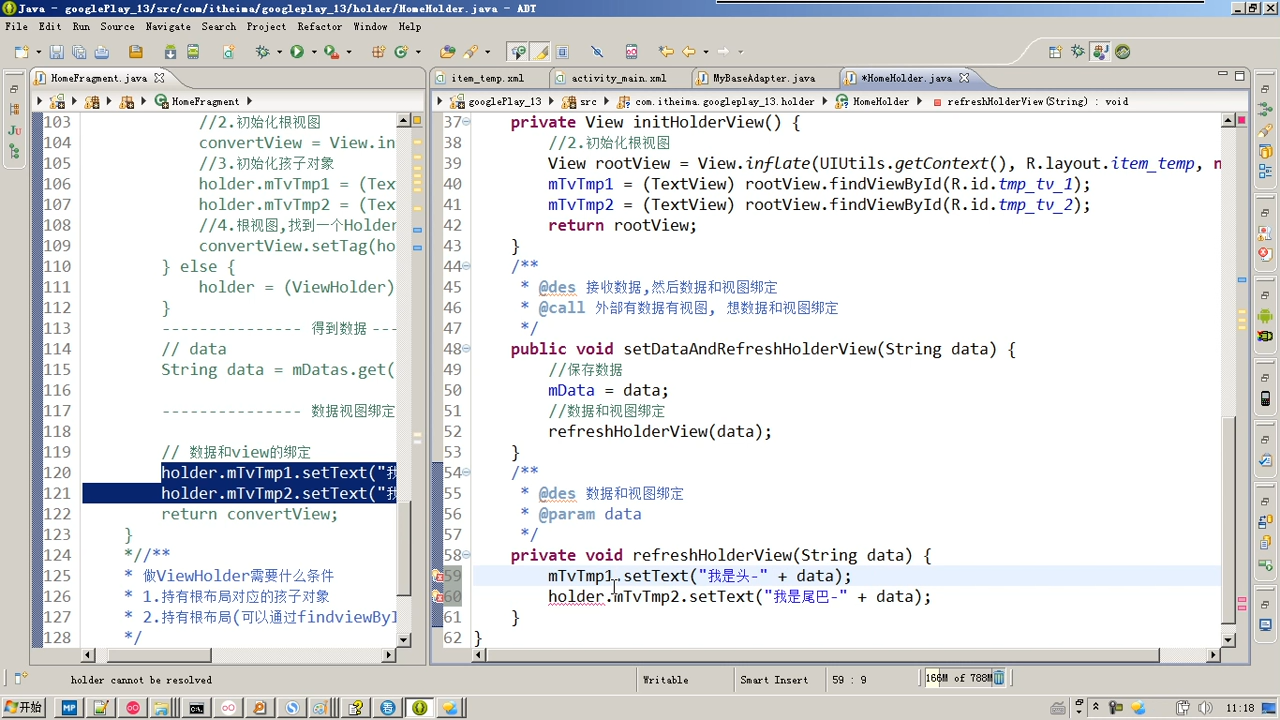 Java - googlePlay_13/src/com/itheima/googleplay_13/holder/HomeHolder.java - ADT
File Edit Run Source Navigate Search Project Refactor Window Help
HomeFragment.java
item_temp.xml activity_main.xml MyBaseAdapter.java *HomeHolder.java
HomeFragment
googlePlay_13 src com.itheima.googleplay_13.holder HomeHolder refreshHolderView(String) : void
103 //2.初始化根视图
104 convertView = View.in
105 //3.初始化孩子对象
106 holder.mTvTmp1 = (Tex
107 holder.mTvTmp2 = (Tex
108 //4.根视图,找到一个Holder
109 convertView.setTag(ho
110 } else {
111 holder = (ViewHolder)
112 }
113 --------------- 得到数据 ---
114 // data
115 String data = mDatas.get(
116
117 --------------- 数据视图绑定
118
119 // 数据和view的绑定
120 holder.mTvTmp1.setText("我
121 holder.mTvTmp2.setText("我
122 return convertView;
123 }
124 *//**
125 * 做ViewHolder需要什么条件
126 * 1.持有根布局对应的孩子对象
127 * 2.持有根布局(可以通过findviewByI
128 */
37 private View initHolderView() {
38 //2.初始化根视图
39 View rootView = View.inflate(UIUtils.getContext(), R.layout.item_temp, n
40 mTvTmp1 = (TextView) rootView.findViewById(R.id.tmp_tv_1);
41 mTvTmp2 = (TextView) rootView.findViewById(R.id.tmp_tv_2);
42 return rootView;
43 }
44 /**
45 * @des 接收数据,然后数据和视图绑定
46 * @call 外部有数据有视图, 想数据和视图绑定
47 */
48 public void setDataAndRefreshHolderView(String data) {
49 //保存数据
50 mData = data;
51 //数据和视图绑定
52 refreshHolderView(data);
53 }
54 /**
55 * @des 数据和视图绑定
56 * @param data
57 */
58 private void refreshHolderView(String data) {
59 mTvTmp1.setText("我是头-" + data);
60 holder.mTvTmp2.setText("我是尾巴-" + data);
61 }
62 }
holder cannot be resolved Writable Smart Insert 59 : 9 166M of 788M
开始 11:18